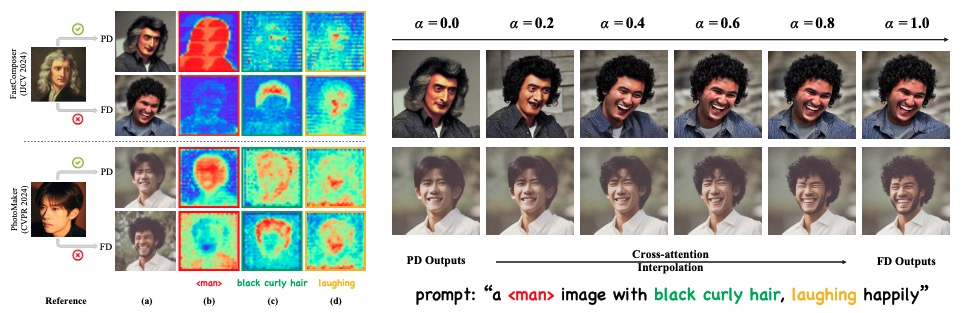 FastComposer
(IJCV 2024)
PD
FD
PhotoMaker
(CVPR 2024)
PD
FD
<man>
black curly hair
laughing
Reference
(a)
(b)
(c)
(d)
α = 0.0
α = 0.2
α = 0.4
α = 0.6
α = 0.8
α = 1.0
PD Outputs
Cross-attention
Interpolation
FD Outputs
prompt: “a <man> image with black curly hair, laughing happily”